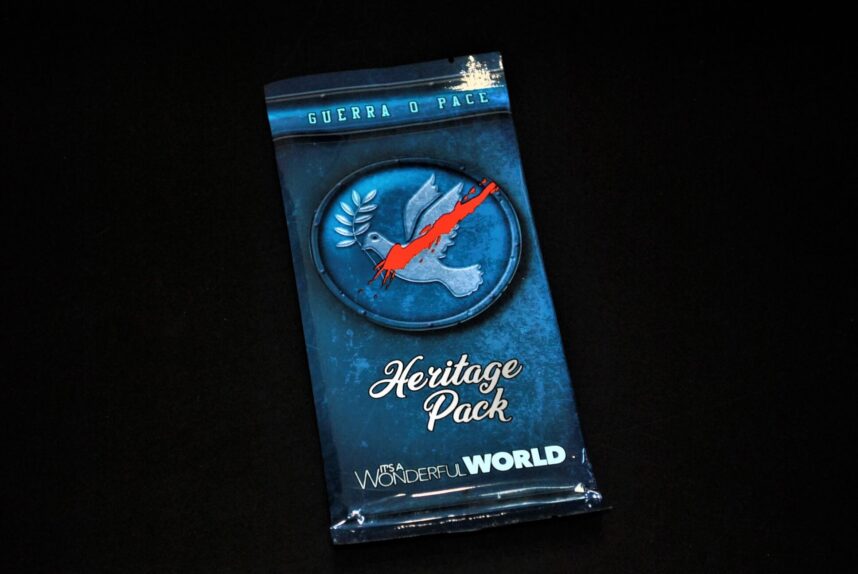 GUERRA O PACE
Heritage
Pack
IT'S A
WONDERFUL WORLD